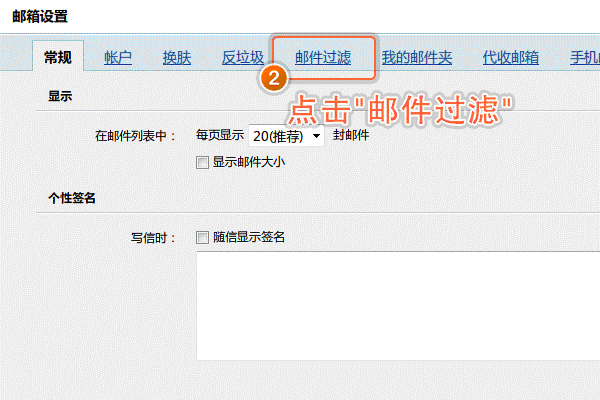 邮箱设置
常规 帐户 换肤 反垃圾 邮件过滤 我的邮件夹 代收邮箱 手机
2
点击"邮件过滤"
显示
在邮件列表中： 每页显示 20(推荐) 封邮件
显示邮件大小
个性签名
写信时： 随信显示签名